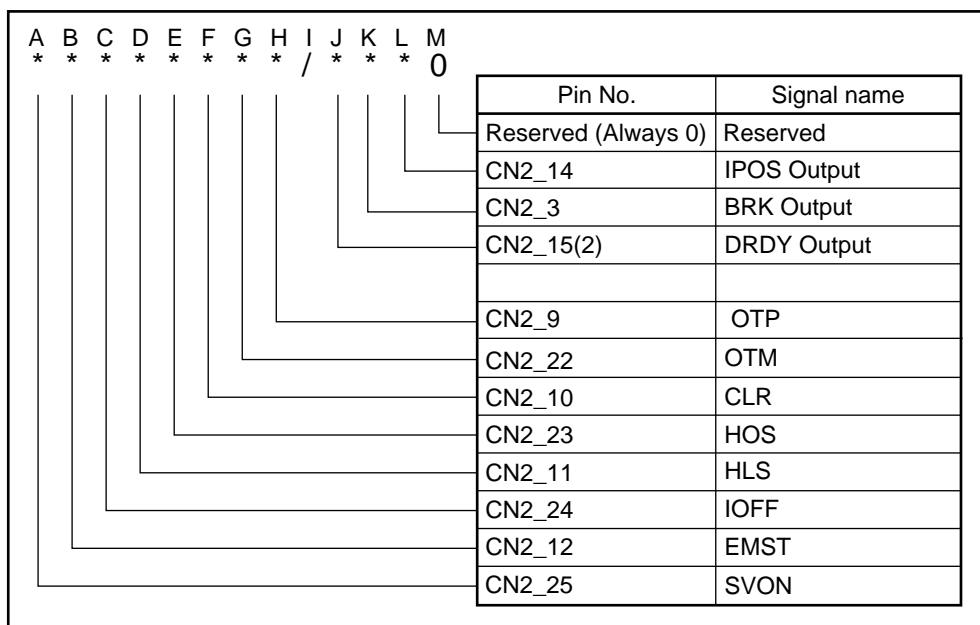 A B C D E F G H I J K L M
* * * * * * * * / * * * 0
Pin No. Signal name
Reserved (Always 0) Reserved
CN2_14 IPOS Output
CN2_3 BRK Output
CN2_15(2) DRDY Output
CN2_9 OTP
CN2_22 OTM
CN2_10 CLR
CN2_23 HOS
CN2_11 HLS
CN2_24 IOFF
CN2_12 EMST
CN2_25 SVON